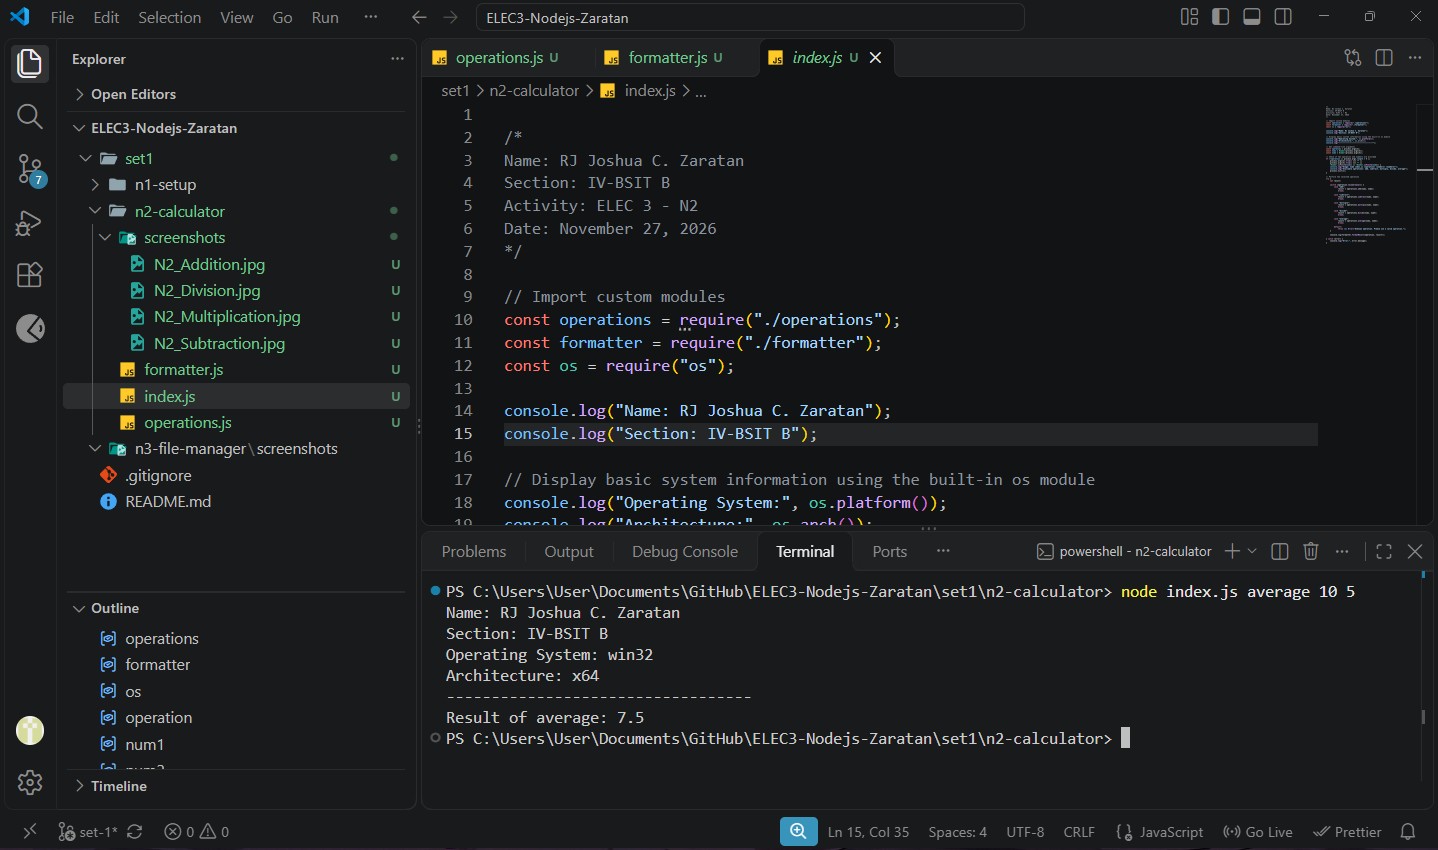 File Edit Selection View Go Run ··· ELEC3-Nodejs-Zaratan
Explorer ···
Open Editors
ELEC3-Nodejs-Zaratan
set1
n1-setup
n2-calculator
screenshots
N2_Addition.jpg U
N2_Division.jpg U
N2_Multiplication.jpg U
N2_Subtraction.jpg U
formatter.js U
index.js U
operations.js U
n3-file-manager\screenshots
.gitignore
README.md
Outline
operations
formatter
os
operation
num1
num2
Timeline
7
operations.js U formatter.js U index.js U
set1 > n2-calculator > JS index.js > ...
1
2 /*
3 Name: RJ Joshua C. Zaratan
4 Section: IV-BSIT B
5 Activity: ELEC 3 - N2
6 Date: November 27, 2026
7 */
8
9 // Import custom modules
10 const operations = require("./operations");
11 const formatter = require("./formatter");
12 const os = require("os");
13
14 console.log("Name: RJ Joshua C. Zaratan");
15 console.log("Section: IV-BSIT B");
16
17 // Display basic system information using the built-in os module
18 console.log("Operating System:", os.platform());
19 console.log("Architecture:", os.arch());
Problems Output Debug Console Terminal Ports ··· powershell - n2-calculator
PS C:\Users\User\Documents\GitHub\ELEC3-Nodejs-Zaratan\set1\n2-calculator> node index.js average 10 5
Name: RJ Joshua C. Zaratan
Section: IV-BSIT B
Operating System: win32
Architecture: x64
----------------------------------
Result of average: 7.5
PS C:\Users\User\Documents\GitHub\ELEC3-Nodejs-Zaratan\set1\n2-calculator>
set-1* 0 0 Ln 15, Col 35 Spaces: 4 UTF-8 CRLF {} JavaScript Go Live Prettier